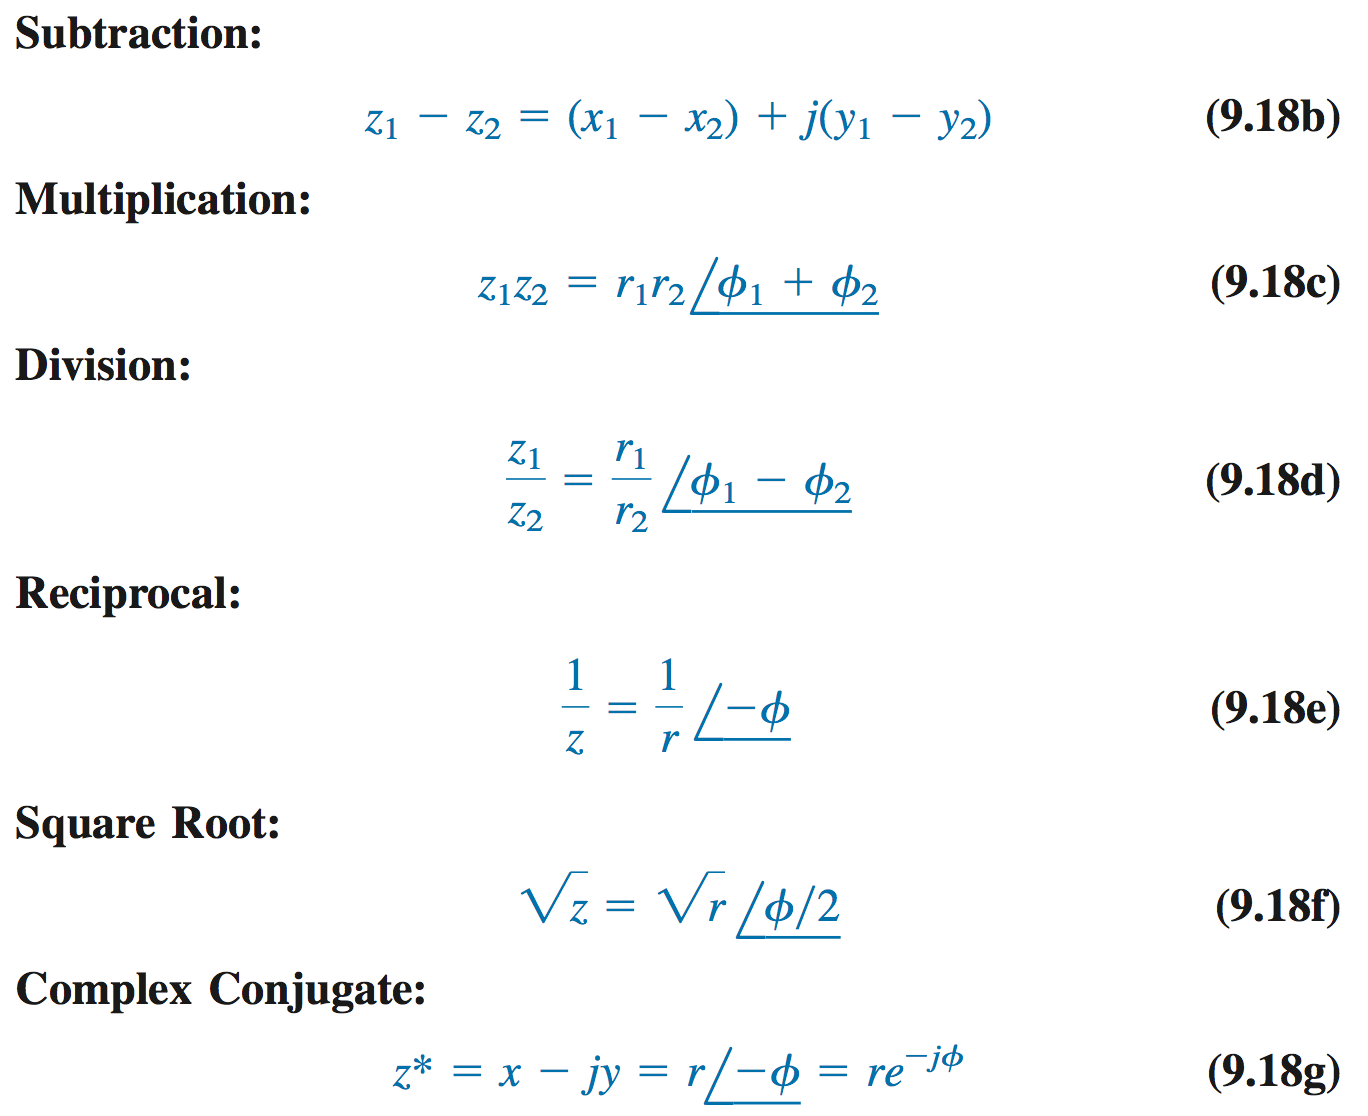 Subtraction:
z₁ − z₂ = (x₁ − x₂) + j(y₁ − y₂) (9.18b)
Multiplication:
z₁z₂ = r₁r₂∠ϕ₁ + ϕ₂ (9.18c)
Division:
z₁/z₂ = r₁/r₂ ∠ϕ₁ − ϕ₂ (9.18d)
Reciprocal:
1/z = 1/r ∠−ϕ (9.18e)
Square Root:
√z = √r ∠ϕ/2 (9.18f)
Complex Conjugate:
z* = x − jy = r∠−ϕ = re^−jϕ (9.18g)